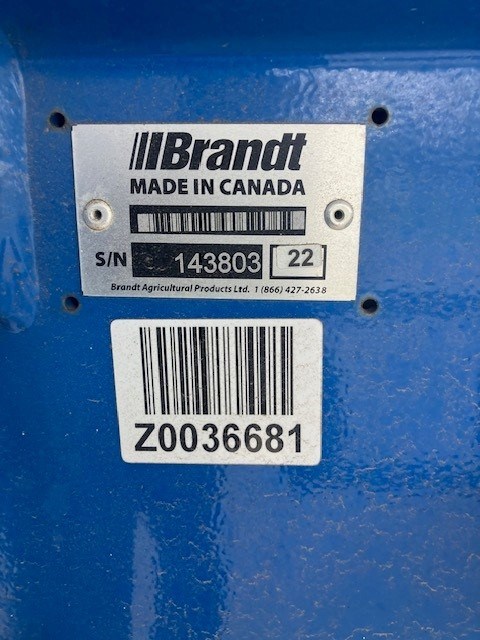 Brandt
MADE IN CANADA
S/N 143803 22
Brandt Agricultural Products Ltd. 1 (866) 427-2638
Z0036681